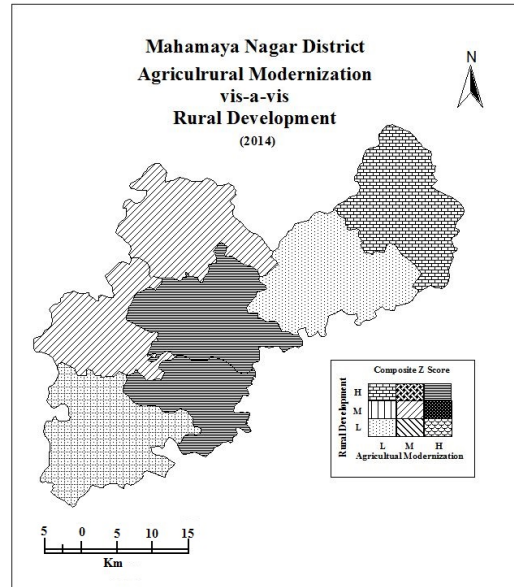 Mahamaya Nagar District
Agriculrural Modernization
vis-a-vis
Rural Development
(2014)
N
Composite Z Score
Rural Development
H
M
L
L M H
Agricultual Modernization
5 0 5 10 15
Km